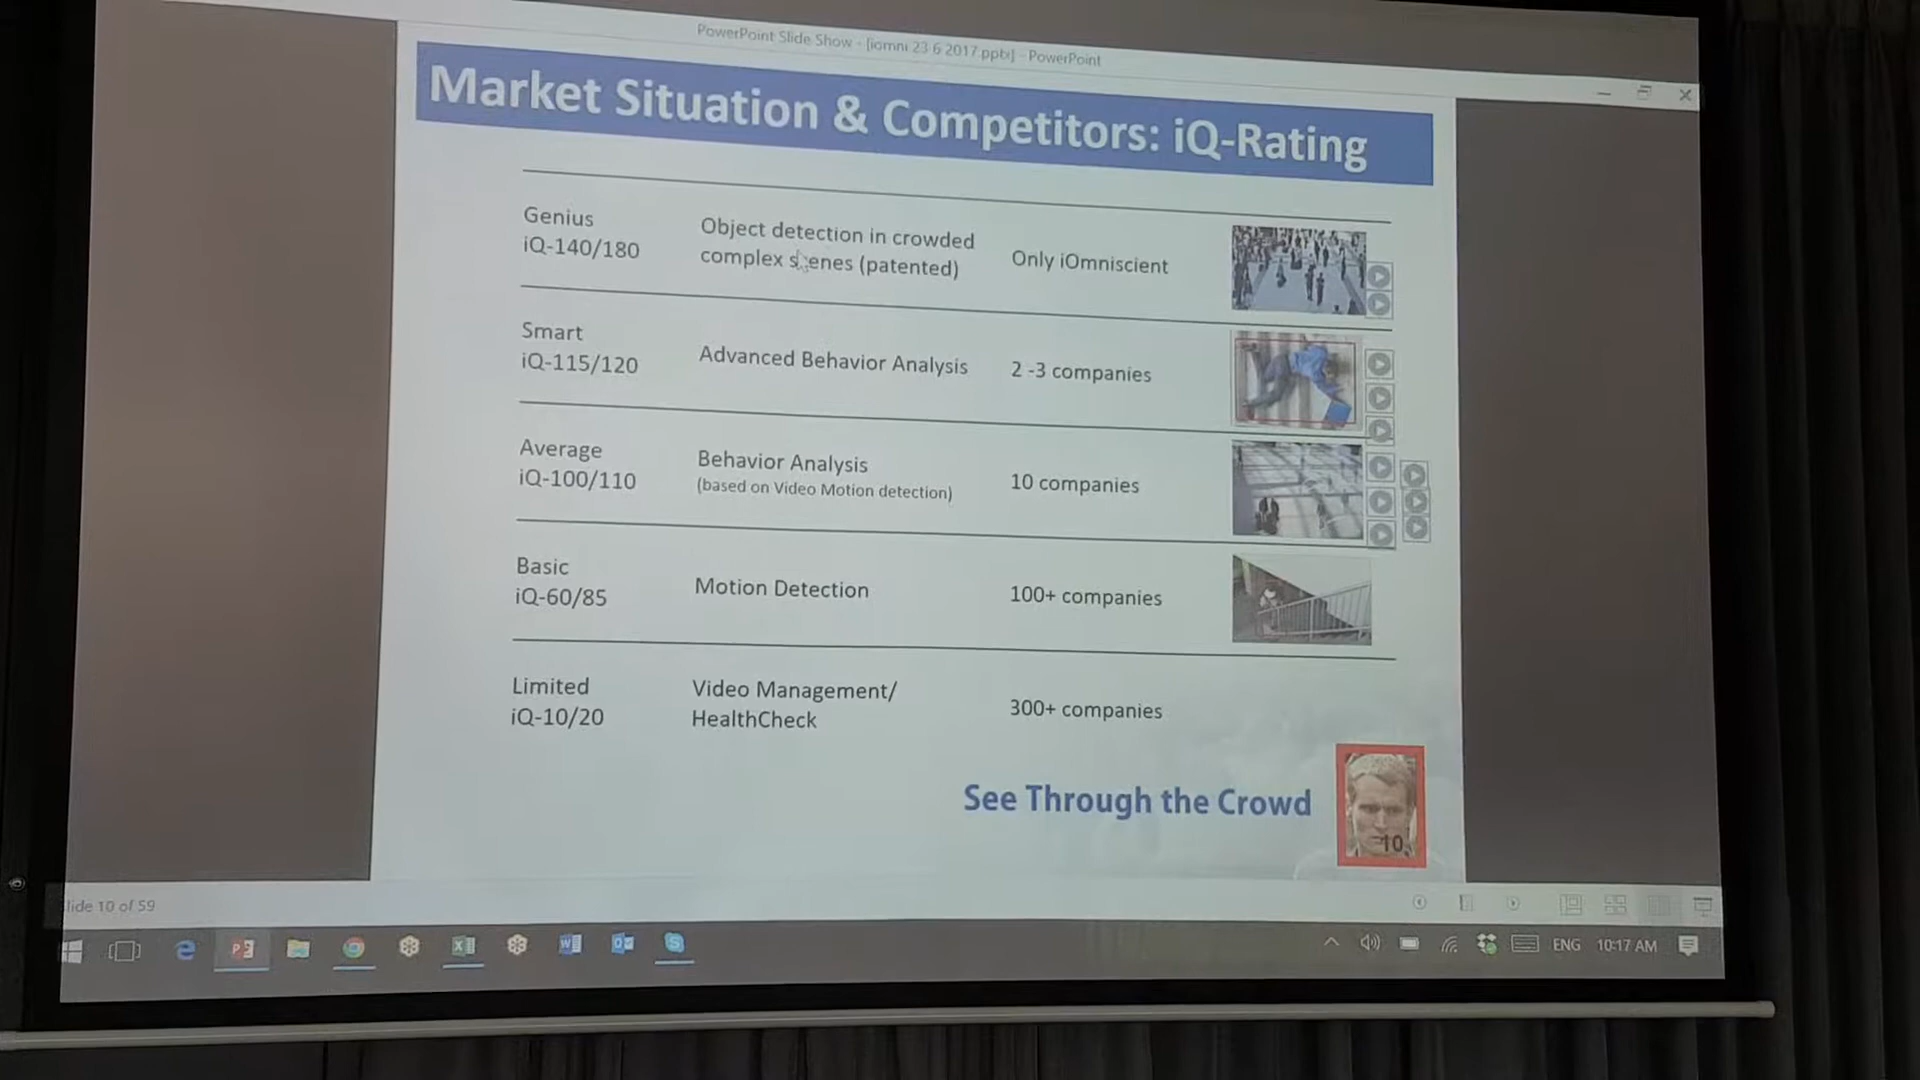 PowerPoint Slide Show - [iomni 23 6 2017.pptx] - PowerPoint
Market Situation & Competitors: iQ-Rating
Genius
iQ-140/180
Object detection in crowded
complex scenes (patented)
Only iOmniscient
Smart
iQ-115/120
Advanced Behavior Analysis
2 -3 companies
Average
iQ-100/110
Behavior Analysis
(based on Video Motion detection)
10 companies
Basic
iQ-60/85
Motion Detection
100+ companies
Limited
iQ-10/20
Video Management/
HealthCheck
300+ companies
See Through the Crowd
10
lide 10 of 59
ENG
10:17 AM